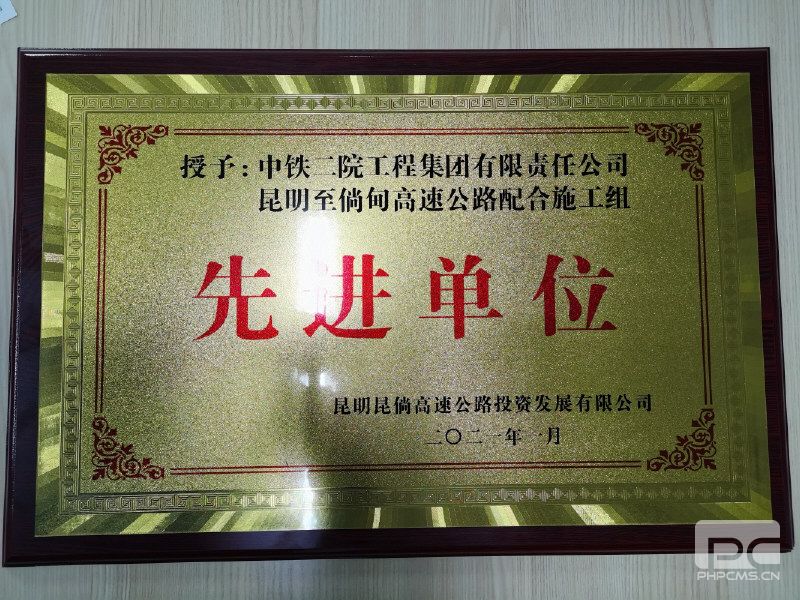 授予：中铁二院工程集团有限责任公司
昆明至倘甸高速公路配合施工组
先进单位
昆明昆倘高速公路投资发展有限公司
二〇二一年一月
PHPCMS.CN